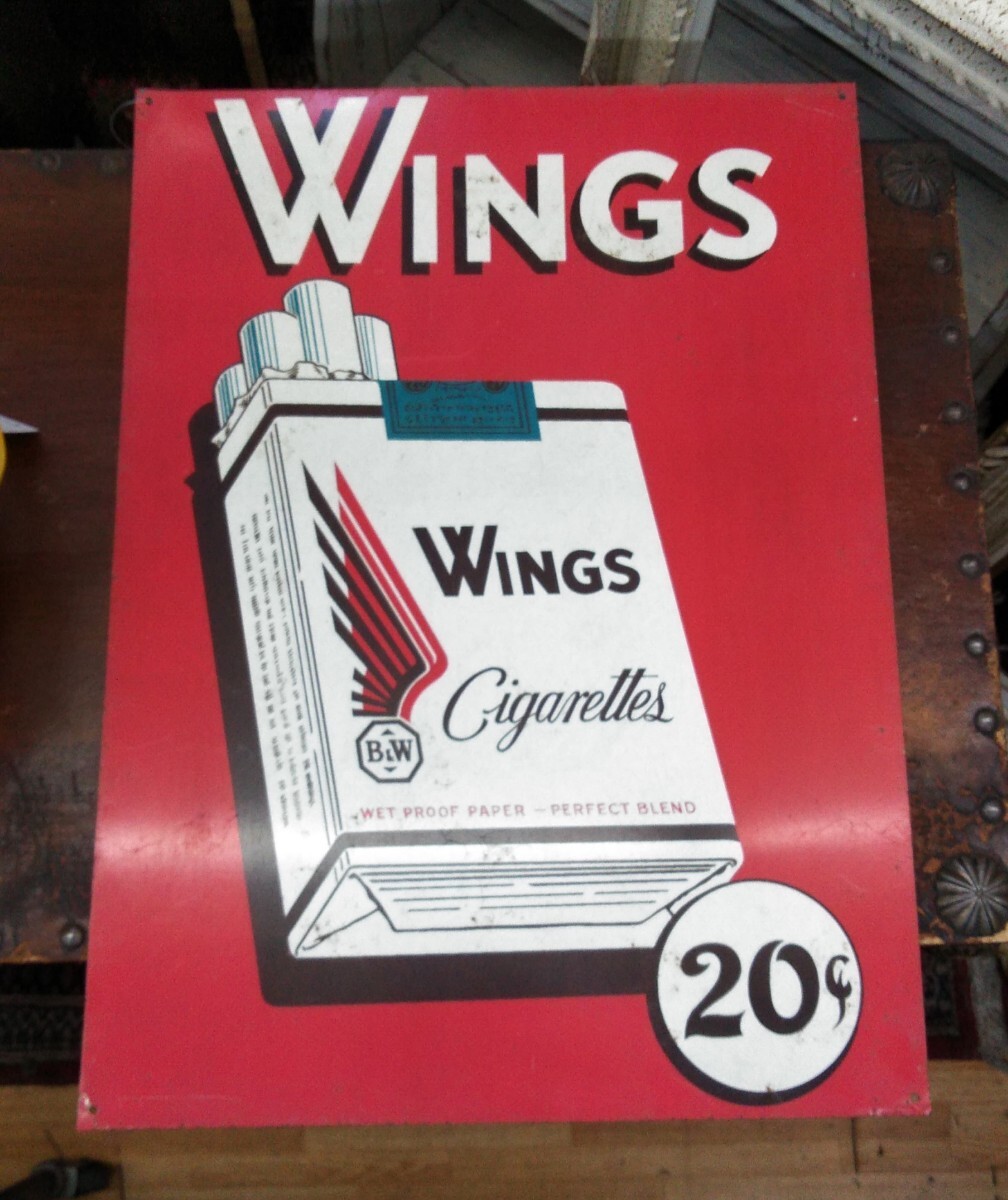 WINGS
WINGS
Cigarettes
B&W
WET PROOF PAPER — PERFECT BLEND
20¢